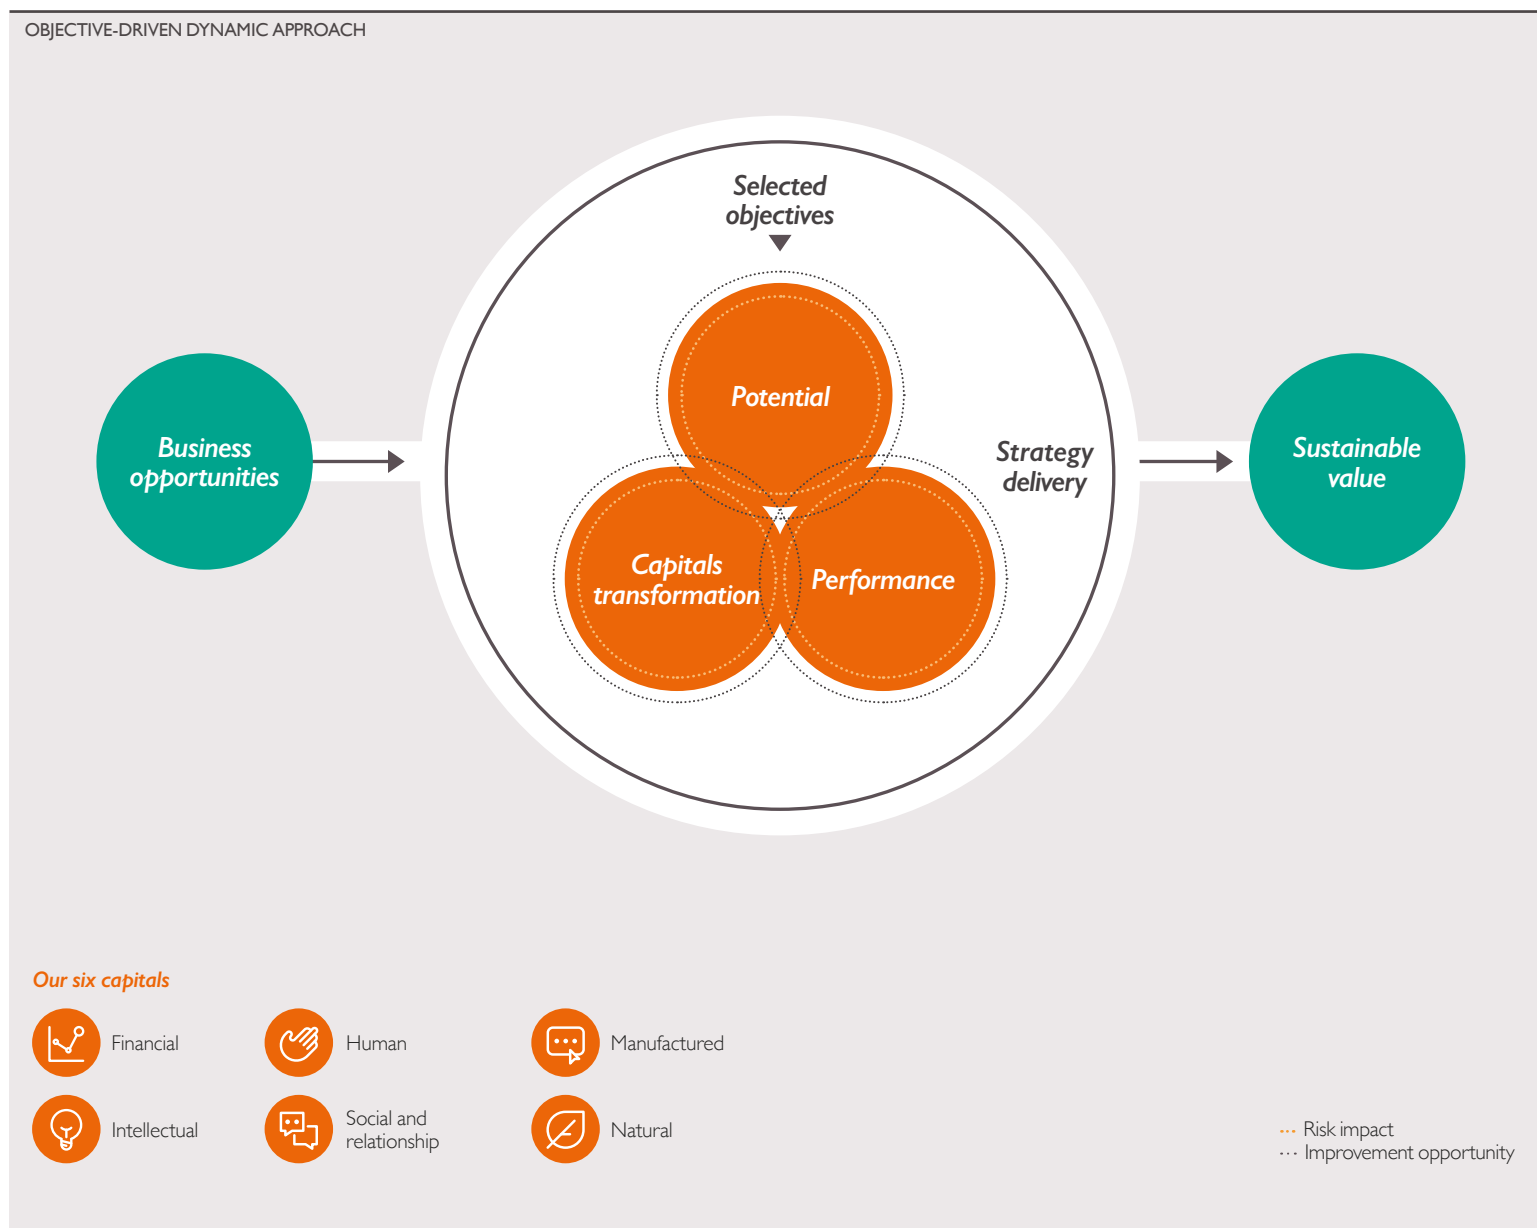 OBJECTIVE-DRIVEN DYNAMIC APPROACH
Selected
objectives
Potential
Business
opportunities
Strategy
delivery
Sustainable
value
Capitals
transformation
Performance
Our six capitals
Financial
Human
Manufactured
Intellectual
Social and
relationship
Natural
Risk impact
Improvement opportunity